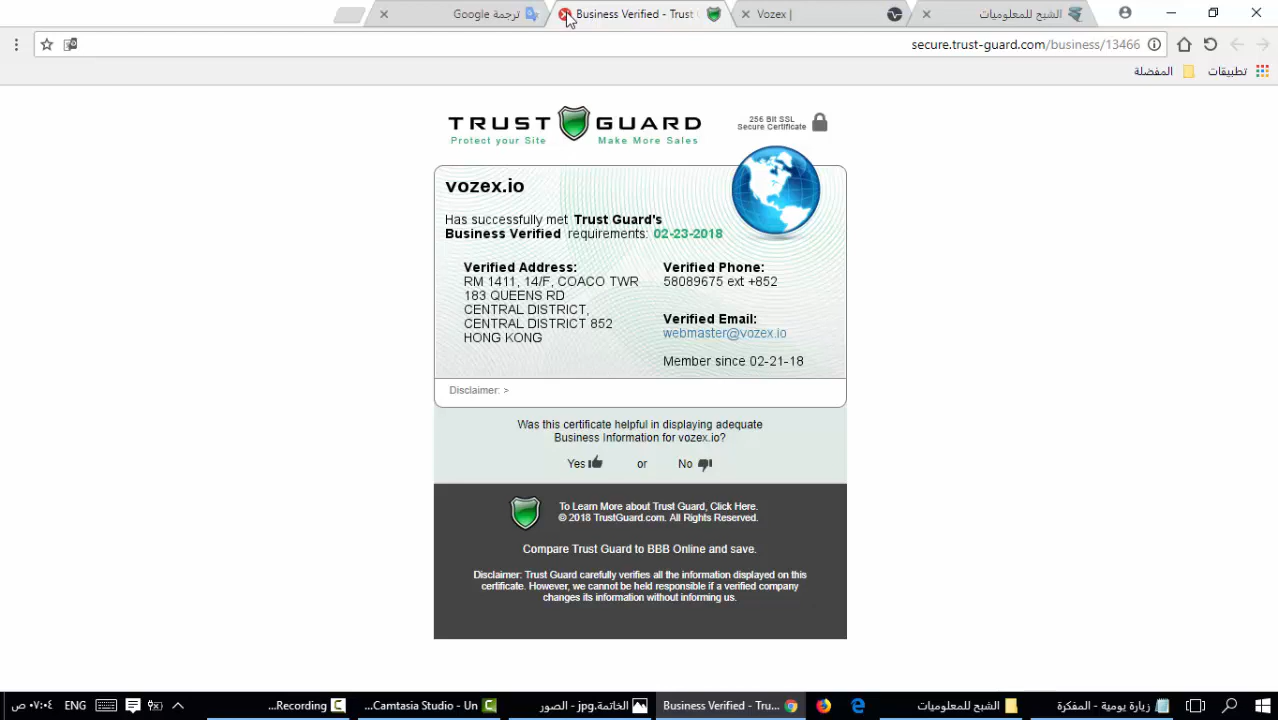 الشبح للمعلوميات
Vozex |
Business Verified - Trust
ترجمة Google
secure.trust-guard.com/business/13466
تطبيقات
المفضلة
TRUST GUARD
Protect your Site Make More Sales
256 Bit SSL
Secure Certificate
vozex.io
Has successfully met Trust Guard's
Business Verified requirements: 02-23-2018
Verified Address:
RM 1411, 14/F, COACO TWR
183 QUEENS RD
CENTRAL DISTRICT,
CENTRAL DISTRICT 852
HONG KONG
Verified Phone:
58089675 ext +852
Verified Email:
webmaster@vozex.io
Member since 02-21-18
Disclaimer: >
Was this certificate helpful in displaying adequate
Business Information for vozex.io?
Yes or No
To Learn More about Trust Guard, Click Here.
© 2018 TrustGuard.com. All Rights Reserved.
Compare Trust Guard to BBB Online and save.
Disclaimer: Trust Guard carefully verifies all the information displayed on this
certificate. However, we cannot be held responsible if a verified company
changes its information without informing us.
زيارة يومية - المفكرة
الشبح للمعلوميات
Business Verified - Tru...
الخاتمة.jpg - الصور
Camtasia Studio - Un...
Recording...
ENG
٠٧:٠٤ ص